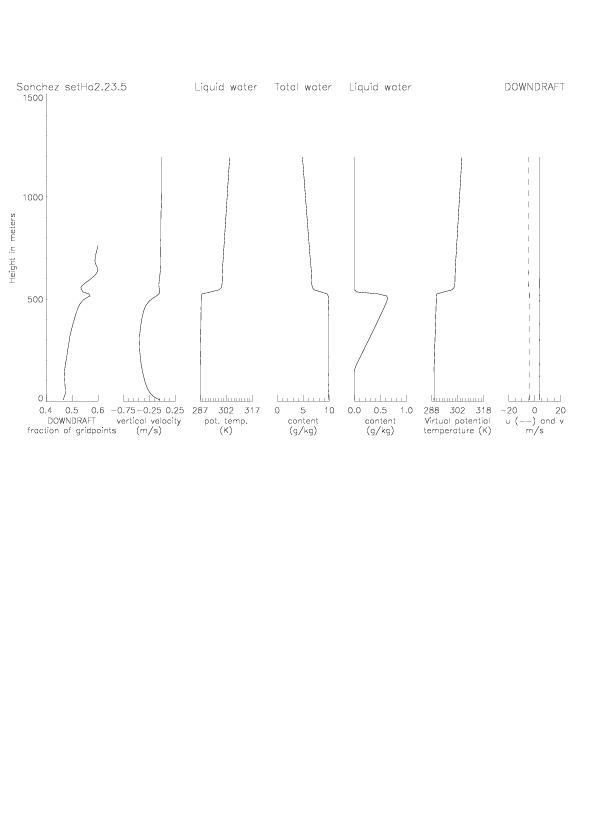 Sanchez setHa2.23.5 Liquid water Total water Liquid water DOWNDRAFT
1500
1000
Height in meters
500
0
0.4 0.5 0.6 -0.75 -0.25 0.25 287 302 317 0 5 10 0.0 0.5 1.0 288 302 318 -20 0 20
DOWNDRAFT vertical velocity pot. temp. content content Virtual potential u (--) and v
fraction of gridpoints (m/s) (K) (g/kg) (g/kg) temperature (K) m/s